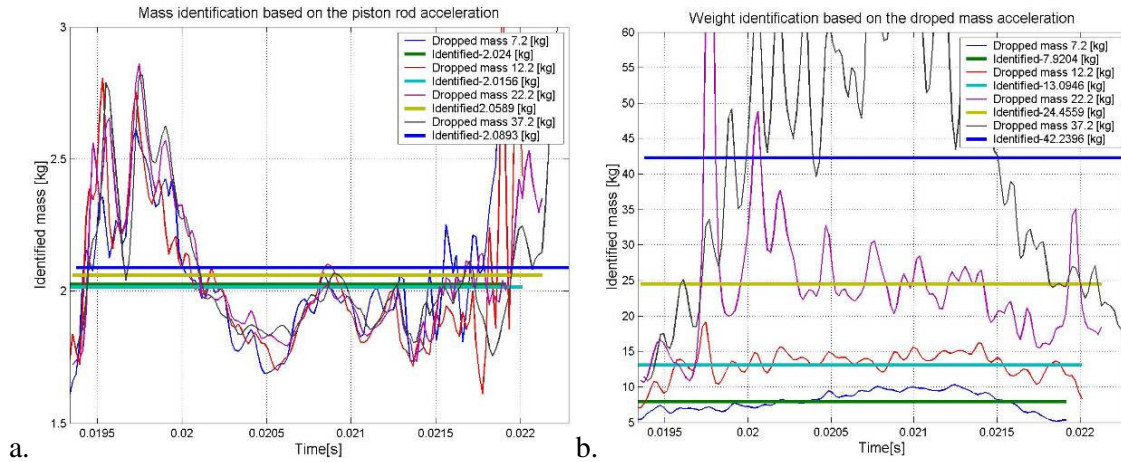 Mass identification based on the piston rod acceleration
3
2.5
2
1.5
Identified mass [kg]
Dropped mass 7.2 [kg]
Identified-2.024 [kg]
Dropped mass 12.2 [kg]
Identified-2.0156 [kg]
Dropped mass 22.2 [kg]
Identified2.0589 [kg]
Dropped mass 37.2 [kg]
Identified-2.0893 [kg]
0.0195 0.02 0.0205 0.021 0.0215 0.022
Time[s]
a.
Weight identification based on the droped mass acceleration
60
55
50
45
40
35
30
25
20
15
10
5
Identified mass [kg]
Dropped mass 7.2 [kg]
Identified-7.9204 [kg]
Dropped mass 12.2 [kg]
Identified-13.0946 [kg]
Dropped mass 22.2 [kg]
Identified-24.4559 [kg]
Dropped mass 37.2 [kg]
Identified-42.2396 [kg]
0.0195 0.02 0.0205 0.021 0.0215 0.022
Time[s]
b.